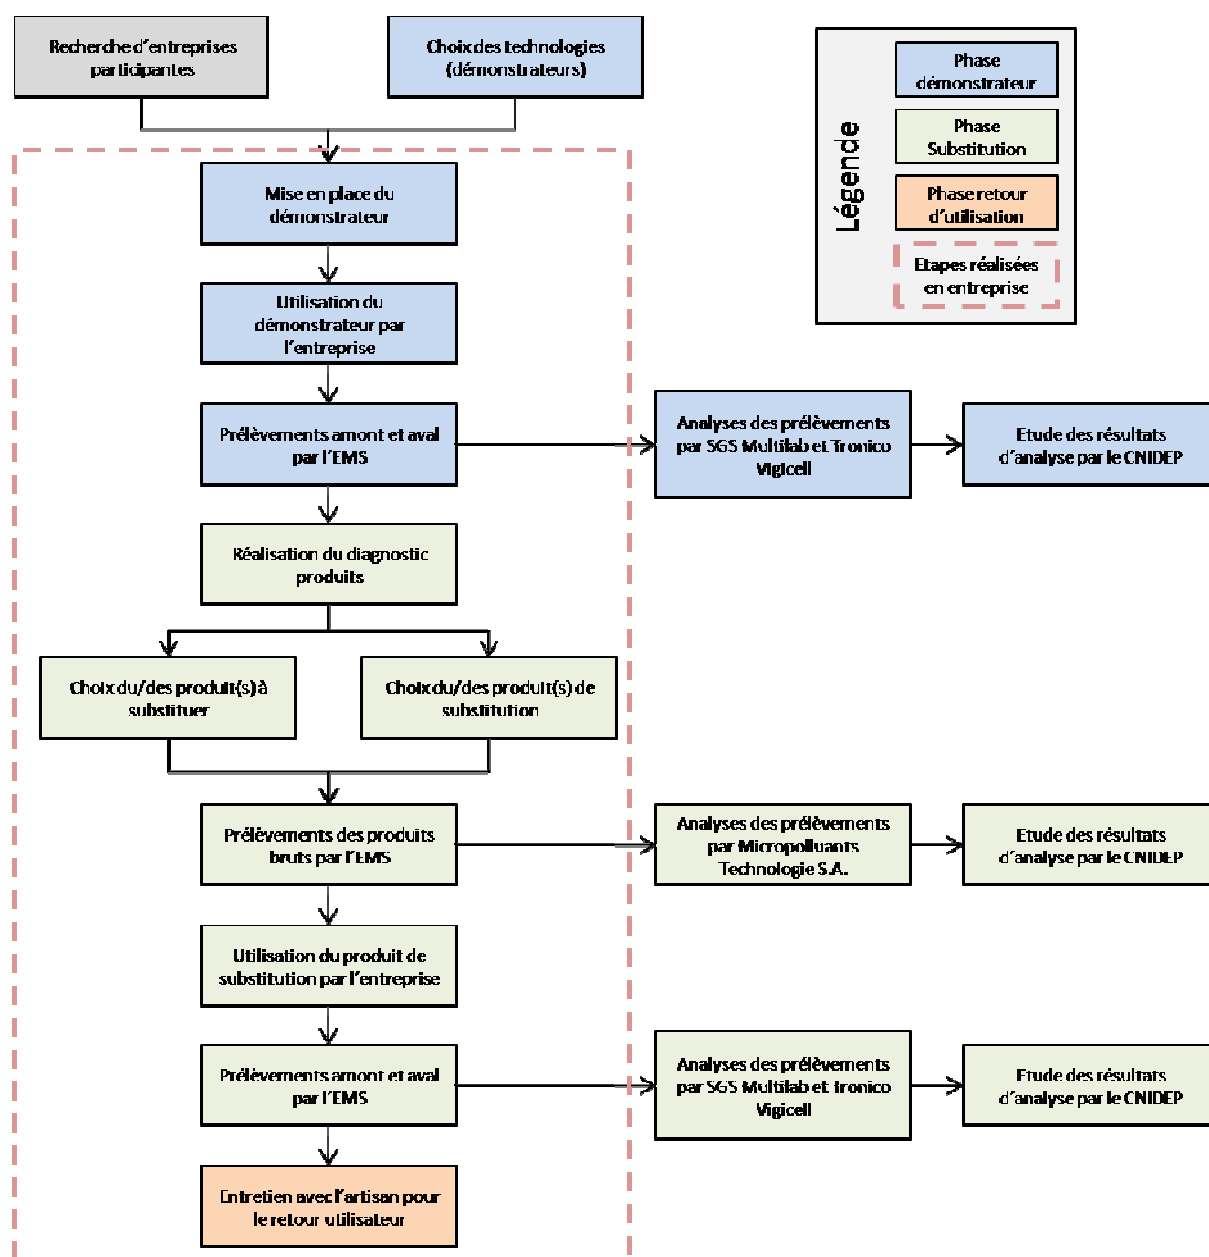 Recherche d'entreprises
participantes
Choix des technologies
(démonstrateurs)
Légende
Phase
démonstrateur
Phase
Substitution
Phase retour
d'utilisation
Etapes réalisées
en entreprise
Mise en place du
démonstrateur
Utilisation du
démonstrateur par
l'entreprise
Prélèvements amont et aval
par l'EMS
Analyses des prélèvements
par SGS Multilab et Tronico
Vigicell
Etude des résultats
d'analyse par le CNIDEP
Réalisation du diagnostic
produits
Choix du/des produit(s) à
substituer
Choix du/des produit(s) de
substitution
Prélèvements des produits
bruts par l'EMS
Analyses des prélèvements
par Micropolluants
Technologie S.A.
Etude des résultats
d'analyse par le CNIDEP
Utilisation du produit de
substitution par l'entreprise
Prélèvements amont et aval
par l'EMS
Analyses des prélèvements
par SGS Multilab et Tronico
Vigicell
Etude des résultats
d'analyse par le CNIDEP
Entretien avec l'artisan pour
le retour utilisateur